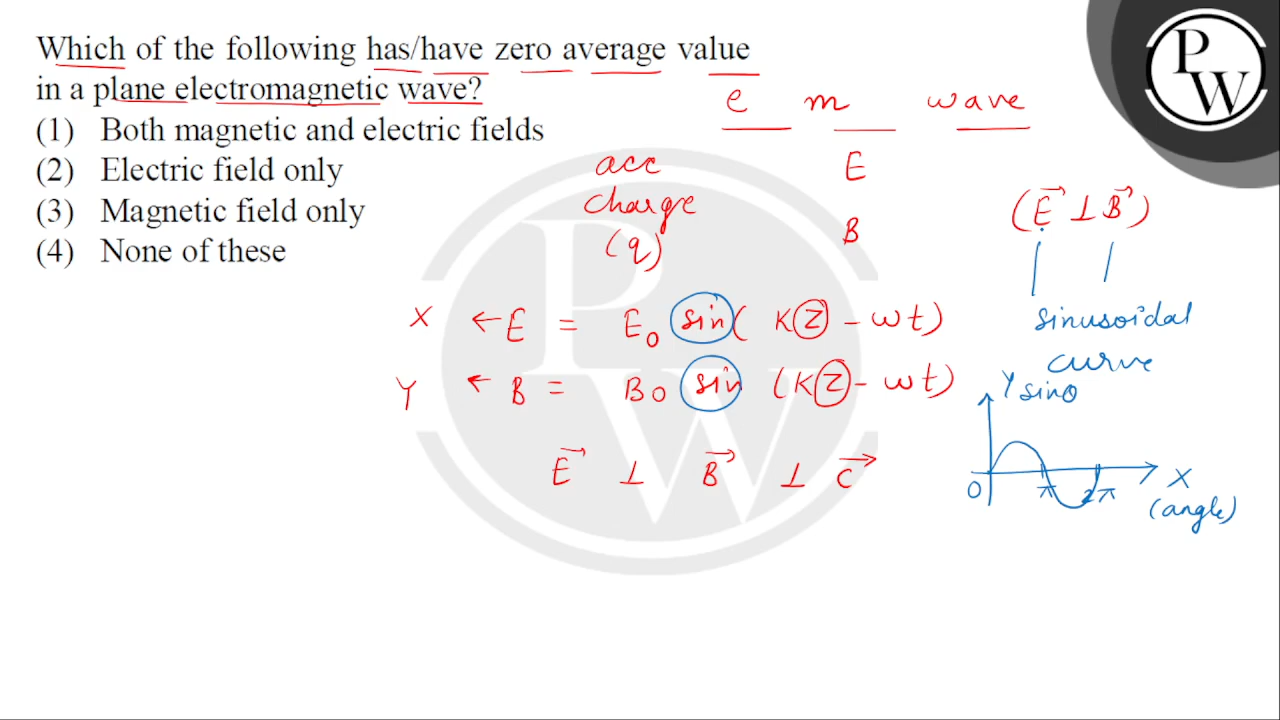 Which of the following has/have zero average value
in a plane electromagnetic wave?
(1) Both magnetic and electric fields
(2) Electric field only
(3) Magnetic field only
(4) None of these
P
W
e m wave
acc
charge
(q)
E
B
(E⃗ ⊥ B⃗)
sinusoidal
curve
X ← E = E₀ sin( KZ - ωt)
Y ← B = B₀ sin (KZ - ωt)
E⃗ ⊥ B⃗ ⊥ C⃗
Y sinθ
0 π 2π X
(angle)
P
W